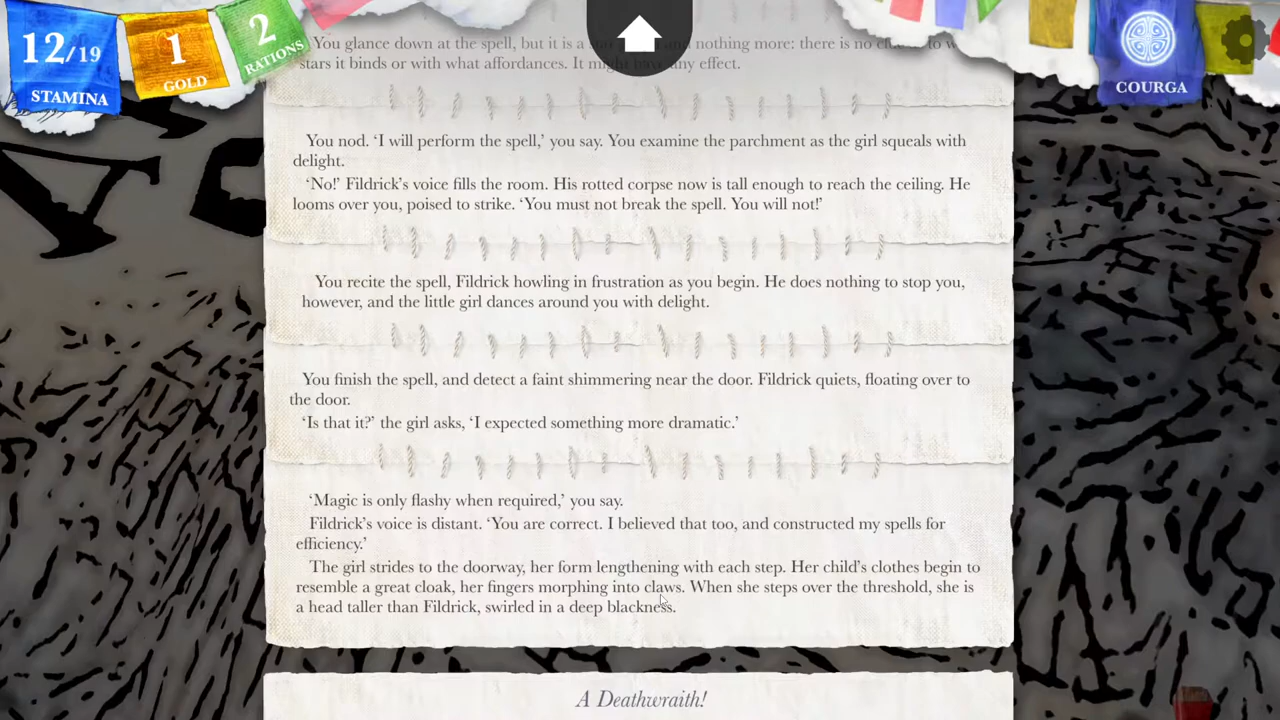 12/19
STAMINA
1
GOLD
2
RATIONS
COURGA
You glance down at the spell, but it is a and nothing more: there is no to
stars it binds or with what affordances. It might have any effect.
You nod. ‘I will perform the spell,’ you say. You examine the parchment as the girl squeals with
delight.
‘No!’ Fildrick’s voice fills the room. His rotted corpse now is tall enough to reach the ceiling. He
looms over you, poised to strike. ‘You must not break the spell. You will not!’
You recite the spell, Fildrick howling in frustration as you begin. He does nothing to stop you,
however, and the little girl dances around you with delight.
You finish the spell, and detect a faint shimmering near the door. Fildrick quiets, floating over to
the door.
‘Is that it?’ the girl asks, ‘I expected something more dramatic.’
‘Magic is only flashy when required,’ you say.
Fildrick’s voice is distant. ‘You are correct. I believed that too, and constructed my spells for
efficiency.’
The girl strides to the doorway, her form lengthening with each step. Her child’s clothes begin to
resemble a great cloak, her fingers morphing into claws. When she steps over the threshold, she is
a head taller than Fildrick, swirled in a deep blackness.
A Deathwraith!